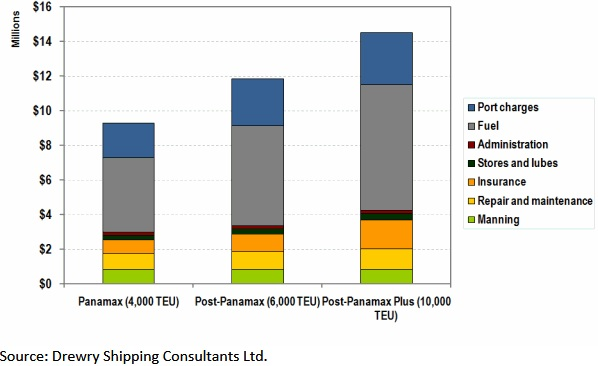 Millions
$16
$14
$12
$10
$8
$6
$4
$2
$0
Panamax (4,000 TEU)
Post-Panamax (6,000 TEU)
Post-Panamax Plus (10,000
TEU)
Port charges
Fuel
Administration
Stores and lubes
Insurance
Repair and maintenance
Manning
Source: Drewry Shipping Consultants Ltd.